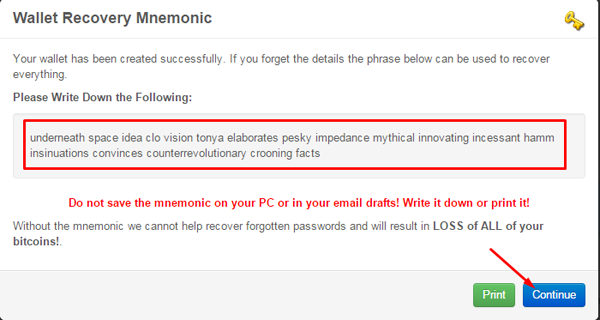 Wallet Recovery Mnemonic
Your wallet has been created successfully. If you forget the details the phrase below can be used to recover
everything.
Please Write Down the Following:
underneath space idea clo vision tonya elaborates pesky impedance mythical innovating incessant hamm
insinuations convinces counterrevolutionary crooning facts
Do not save the mnemonic on your PC or in your email drafts! Write it down or print it!
Without the mnemonic we cannot help recover forgotten passwords and will result in LOSS of ALL of your
bitcoins!.
Print Continue